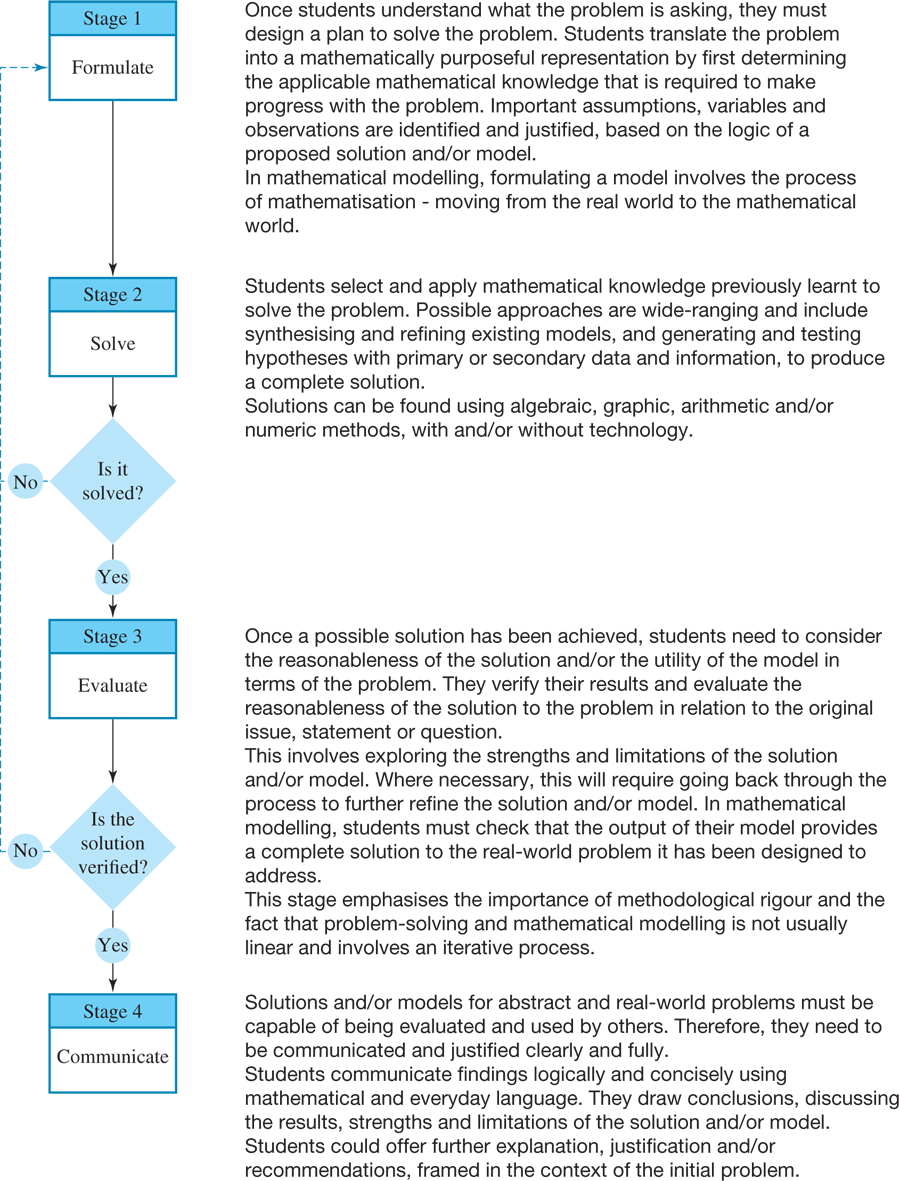 Stage 1
Formulate
Once students understand what the problem is asking, they must
design a plan to solve the problem. Students translate the problem
into a mathematically purposeful representation by first determining
the applicable mathematical knowledge that is required to make
progress with the problem. Important assumptions, variables and
observations are identified and justified, based on the logic of a
proposed solution and/or model.
In mathematical modelling, formulating a model involves the process
of mathematisation - moving from the real world to the mathematical
world.
Stage 2
Solve
Students select and apply mathematical knowledge previously learnt to
solve the problem. Possible approaches are wide-ranging and include
synthesising and refining existing models, and generating and testing
hypotheses with primary or secondary data and information, to produce
a complete solution.
Solutions can be found using algebraic, graphic, arithmetic and/or
numeric methods, with and/or without technology.
Is it
solved?
No
Yes
Stage 3
Evaluate
Once a possible solution has been achieved, students need to consider
the reasonableness of the solution and/or the utility of the model in
terms of the problem. They verify their results and evaluate the
reasonableness of the solution to the problem in relation to the original
issue, statement or question.
This involves exploring the strengths and limitations of the solution
and/or model. Where necessary, this will require going back through the
process to further refine the solution and/or model. In mathematical
modelling, students must check that the output of their model provides
a complete solution to the real-world problem it has been designed to
address.
This stage emphasises the importance of methodological rigour and the
fact that problem-solving and mathematical modelling is not usually
linear and involves an iterative process.
Is the
solution
verified?
No
Yes
Stage 4
Communicate
Solutions and/or models for abstract and real-world problems must be
capable of being evaluated and used by others. Therefore, they need to
be communicated and justified clearly and fully.
Students communicate findings logically and concisely using
mathematical and everyday language. They draw conclusions, discussing
the results, strengths and limitations of the solution and/or model.
Students could offer further explanation, justification and/or
recommendations, framed in the context of the initial problem.